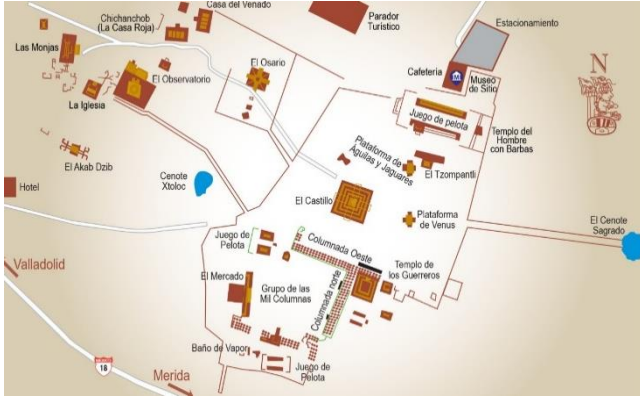 Casa del Venado
Chichanchob
(La Casa Roja)
Parador
Turístico
Estacionamiento
Las Monjas
El Osario
El Observatorio
Cafetería
Museo
de Sitio
N
La Iglesia
Juego de pelota
Templo del
Hombre
con Barbas
Plataforma de
Aguilas y Jaguares
El Akab Dzib
El Tzompantli
Cenote
Xtoloc
Hotel
El Castillo
Plataforma
de Venus
El Cenote
Sagrado
Juego de
Pelota
Columnada Oeste
Valladolid
El Mercado
Templo de
los Guerreros
Grupo de las
Mil Columnas
Columnada norte
Baño de Vapor
MEXICO
18
Juego de
Pelota
Merida